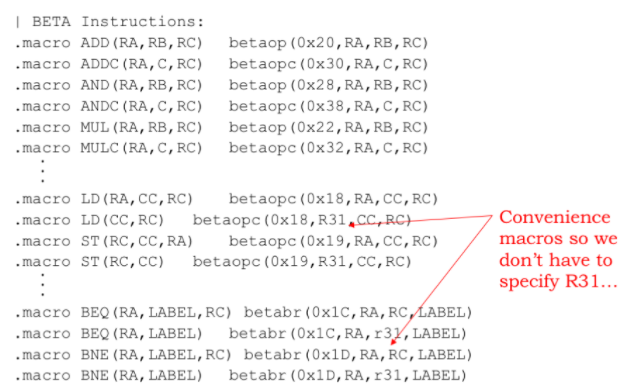 | BETA Instructions:
.macro ADD(RA,RB,RC) betaop(0x20,RA,RB,RC)
.macro ADDC(RA,C,RC) betaopc(0x30,RA,C,RC)
.macro AND(RA,RB,RC) betaop(0x28,RA,RB,RC)
.macro ANDC(RA,C,RC) betaopc(0x38,RA,C,RC)
.macro MUL(RA,RB,RC) betaop(0x22,RA,RB,RC)
.macro MULC(RA,C,RC) betaopc(0x32,RA,C,RC)
⋮
.macro LD(RA,CC,RC) betaopc(0x18,RA,CC,RC)
.macro LD(CC,RC) betaopc(0x18,R31,CC,RC)
.macro ST(RC,CC,RA) betaopc(0x19,RA,CC,RC)
.macro ST(RC,CC) betaopc(0x19,R31,CC,RC)
⋮
.macro BEQ(RA,LABEL,RC) betabr(0x1C,RA,RC,LABEL)
.macro BEQ(RA,LABEL) betabr(0x1C,RA,r31,LABEL)
.macro BNE(RA,LABEL,RC) betabr(0x1D,RA,RC,LABEL)
.macro BNE(RA,LABEL) betabr(0x1D,RA,r31,LABEL)
Convenience
macros so we
don't have to
specify R31...